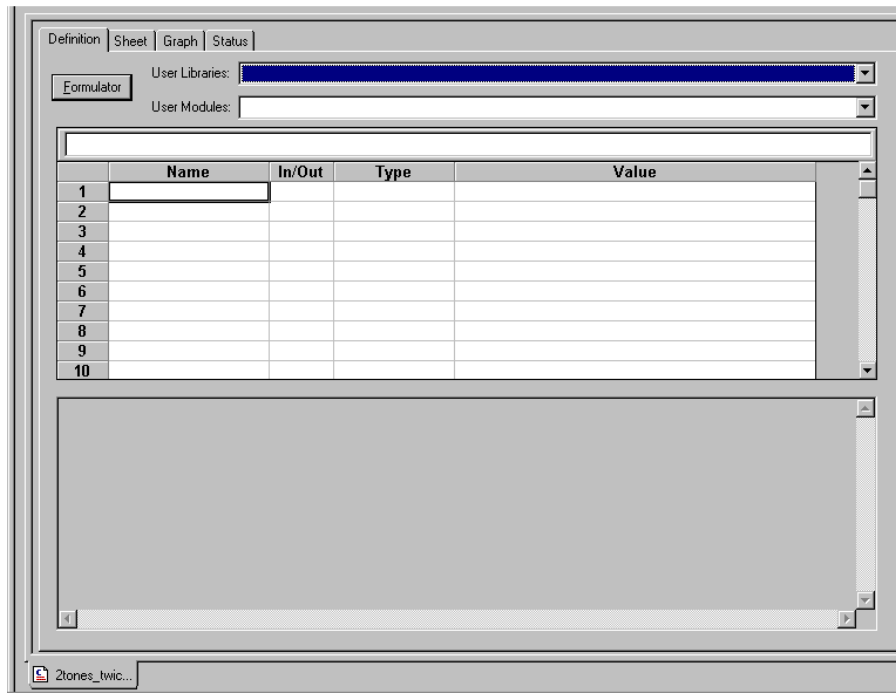 Definition Sheet Graph Status
Formulator
User Libraries:
User Modules:
Name In/Out Type Value
1
2
3
4
5
6
7
8
9
10
2tones_twic...